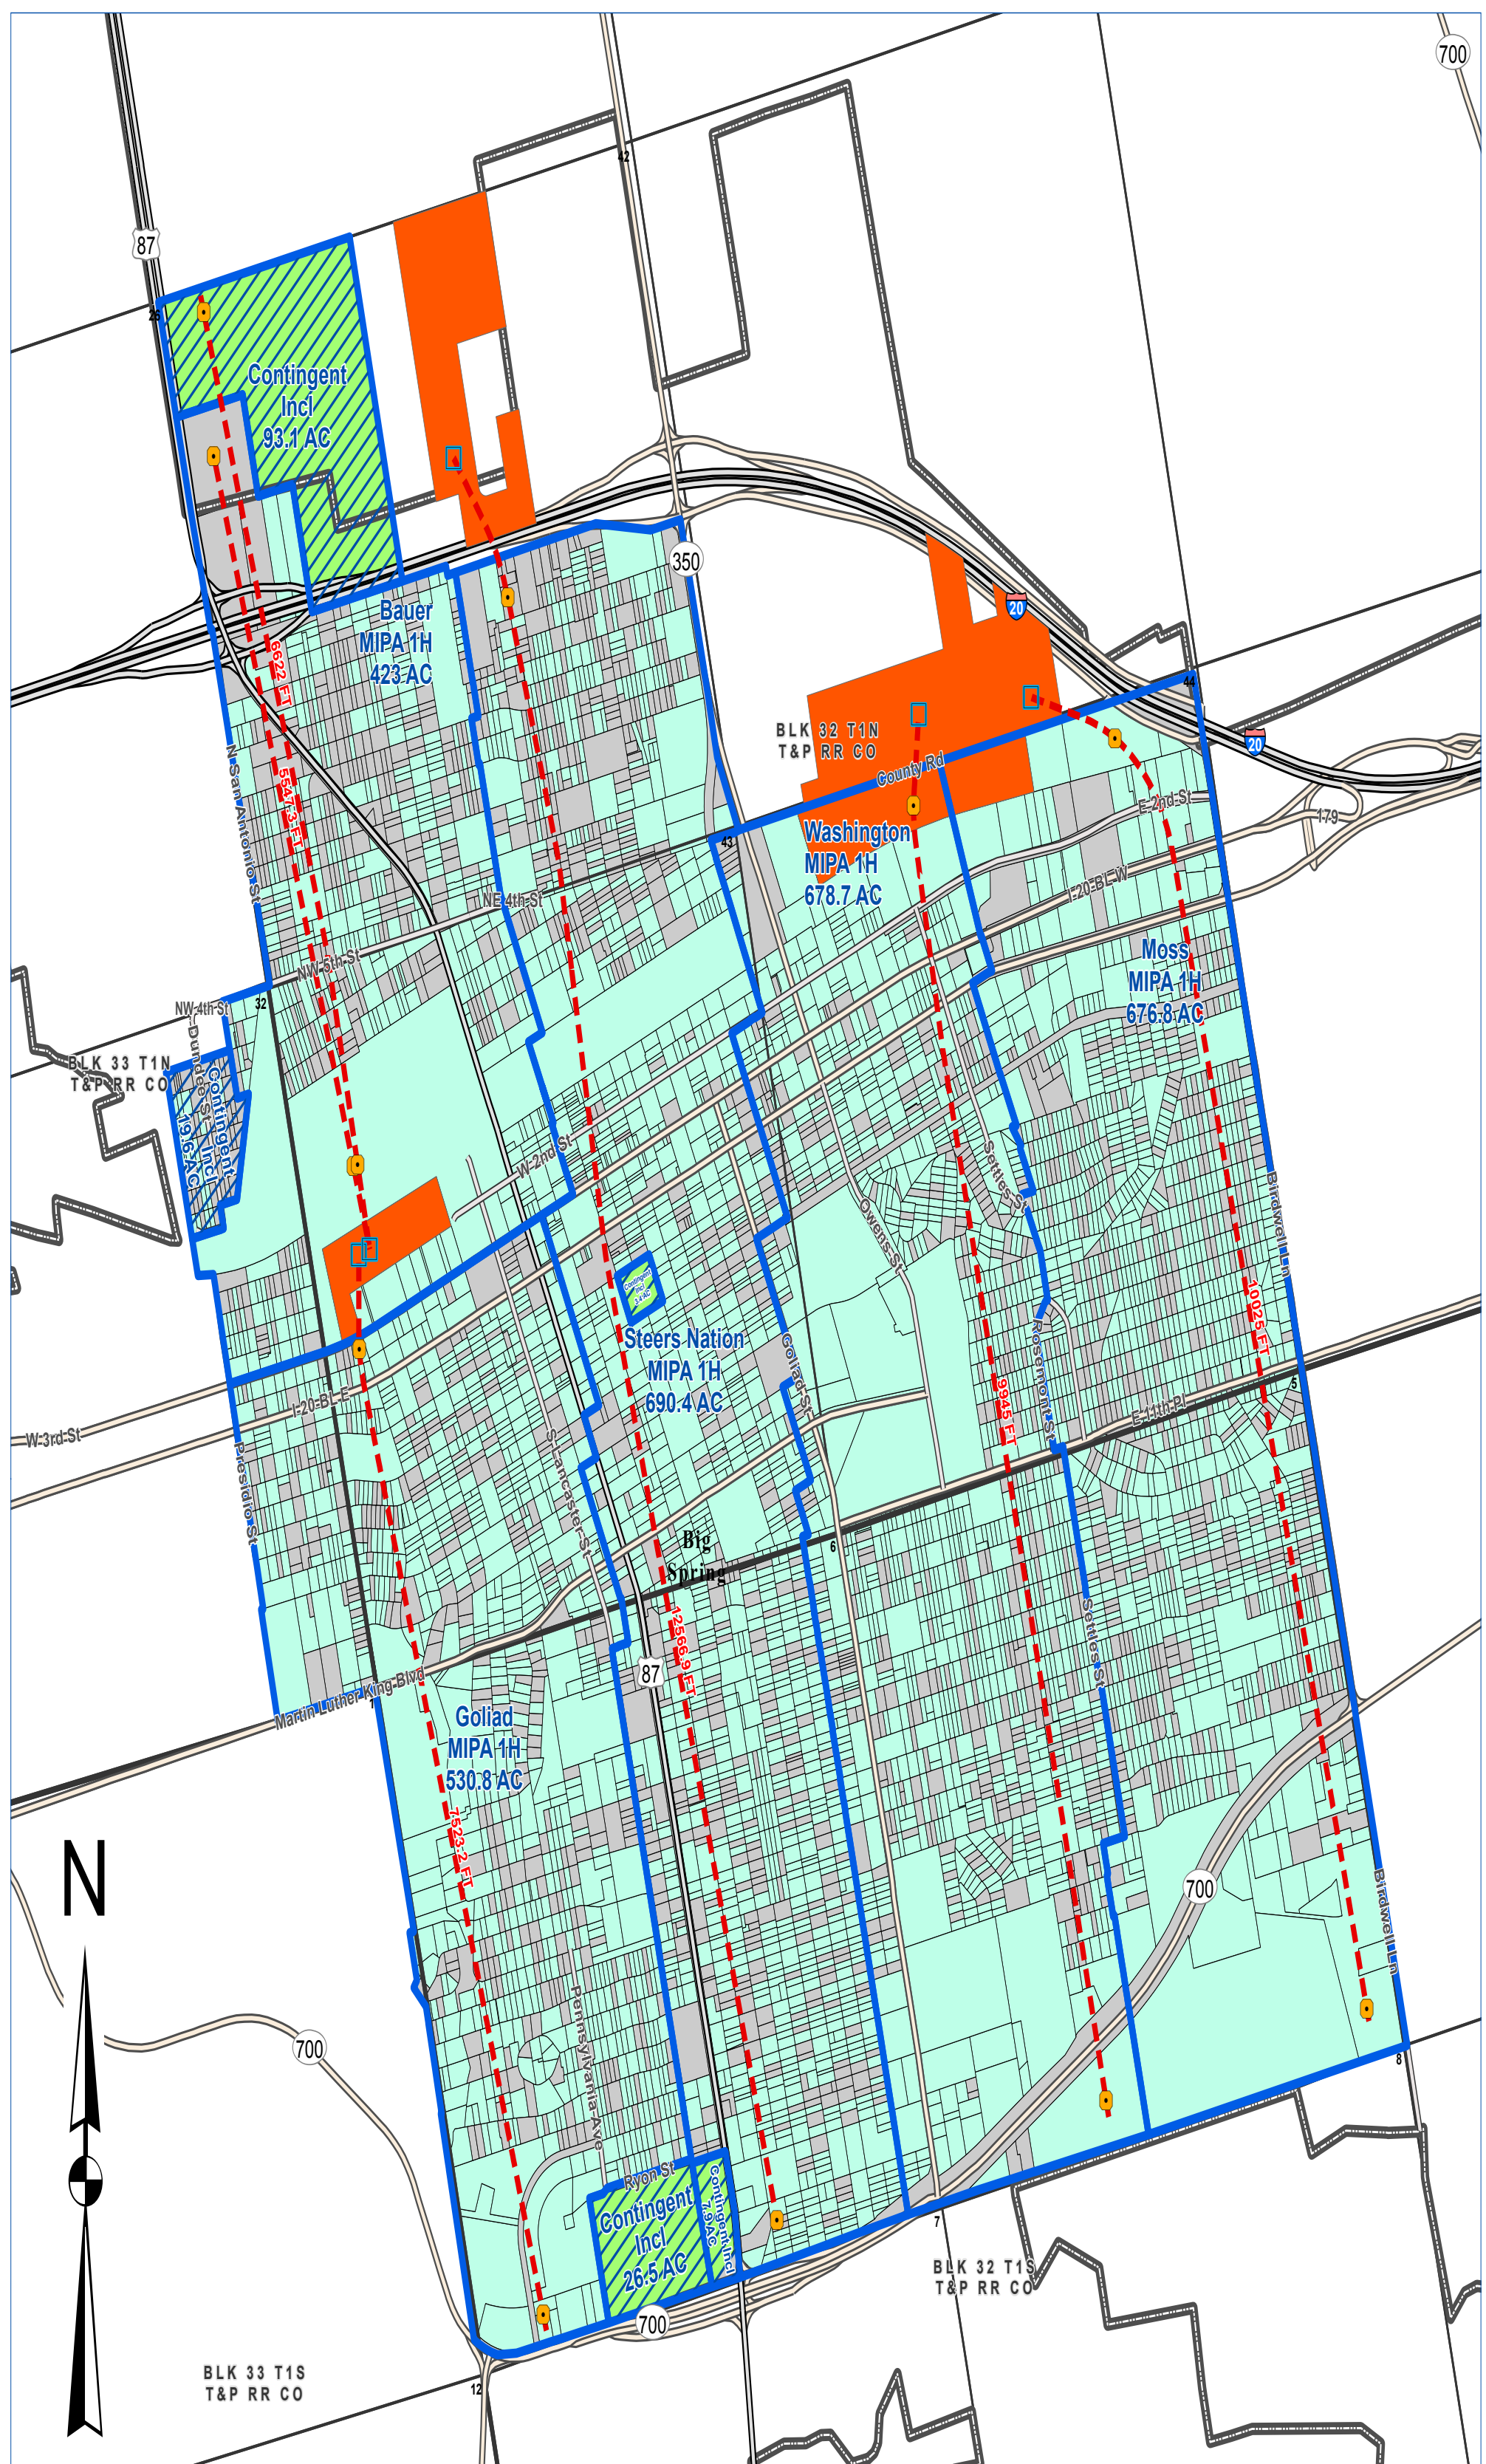 700
42
87
26
Contingent
Incl
93.1 AC
350
20
Bauer
MIPA 1H
423 AC
6622 FT
44
BLK 32 T1N
T&P RR CO
20
County Rd
N San Antonio St
5547.3 FT
E 2nd St
179
43
Washington
MIPA 1H
678.7 AC
I-20-BL W
NE 4th St
NW 5th St
Moss
MIPA 1H
676.8 AC
32
NW 4th St
BLK 33 T1N
T&P RR CO
Dundee St
Contingent
Incl
19.6 AC
W 2nd St
Settles St
Birdwell Ln
Owens St
Contingent
Incl
3.4 AC
10025 FT
Steers Nation
MIPA 1H
690.4 AC
Goliad St
Rosemont St
5
9945 FT
I-20-BL E
E 11th Pl
W 3rd St
S Lancaster St
Presidio St
Big
Spring
6
12566.9 FT
Settles St
87
Martin Luther King Blvd
1
Goliad
MIPA 1H
530.8 AC
7523.2 FT
N
700
Birdwell Ln
Pennsylvania Ave
700
8
Ryon St
Contingent
Incl
26.5 AC
Contingent Incl
7.9 AC
7
BLK 32 T1S
T&P RR CO
700
BLK 33 T1S
T&P RR CO
12